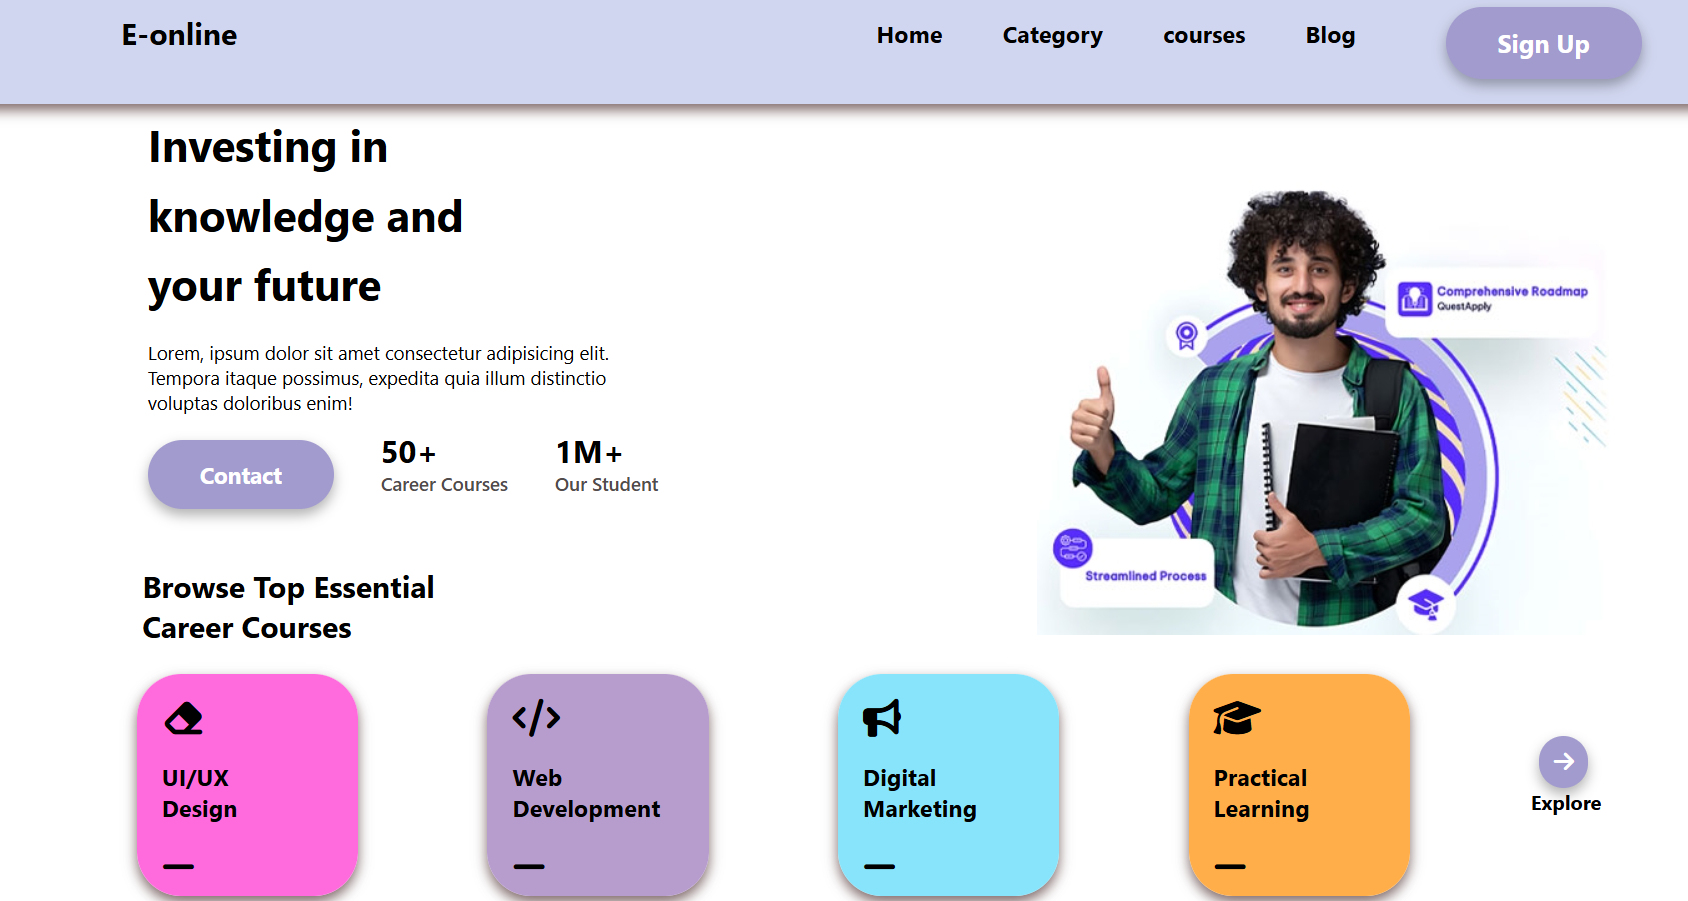 E-online
Home
Category
courses
Blog
Sign Up
Investing in
knowledge and
your future
Lorem, ipsum dolor sit amet consectetur adipisicing elit.
Tempora itaque possimus, expedita quia illum distinctio
voluptas doloribus enim!
Contact
50+
Career Courses
1M+
Our Student
Comprehensive Roadmap
QuestApply
Streamlined Process
Browse Top Essential
Career Courses
UI/UX
Design
Web
Development
Digital
Marketing
Practical
Learning
Explore